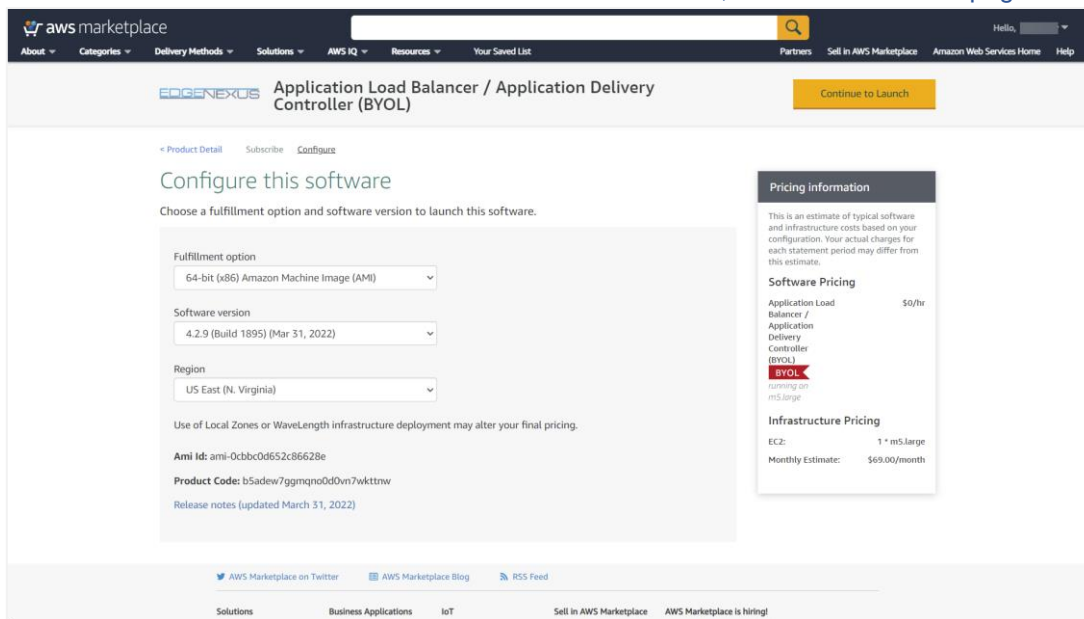 aws marketplace
Hello,
About
Categories
Delivery Methods
Solutions
AWS IQ
Resources
Your Saved List
Partners
Sell in AWS Marketplace
Amazon Web Services Home
Help
EDGENEXUS
Application Load Balancer / Application Delivery
Controller (BYOL)
Continue to Launch
< Product Detail
Subscribe
Configure
Configure this software
Choose a fulfillment option and software version to launch this software.
Fulfillment option
64-bit (x86) Amazon Machine Image (AMI)
Software version
4.2.9 (Build 1895) (Mar 31, 2022)
Region
US East (N. Virginia)
Use of Local Zones or WaveLength infrastructure deployment may alter your final pricing.
Ami Id: ami-0cbbc0d652c86628e
Product Code: b5adew7ggmqno0d0vn7wkttnw
Release notes (updated March 31, 2022)
Pricing information
This is an estimate of typical software
and infrastructure costs based on your
configuration. Your actual charges for
each statement period may differ from
this estimate.
Software Pricing
Application Load $0/hr
Balancer /
Application
Delivery
Controller
(BYOL)
BYOL
running on
m5.large
Infrastructure Pricing
EC2: 1 * m5.large
Monthly Estimate: $69.00/month
AWS Marketplace on Twitter
AWS Marketplace Blog
RSS Feed
Solutions
Business Applications
IoT
Sell in AWS Marketplace
AWS Marketplace is hiring!